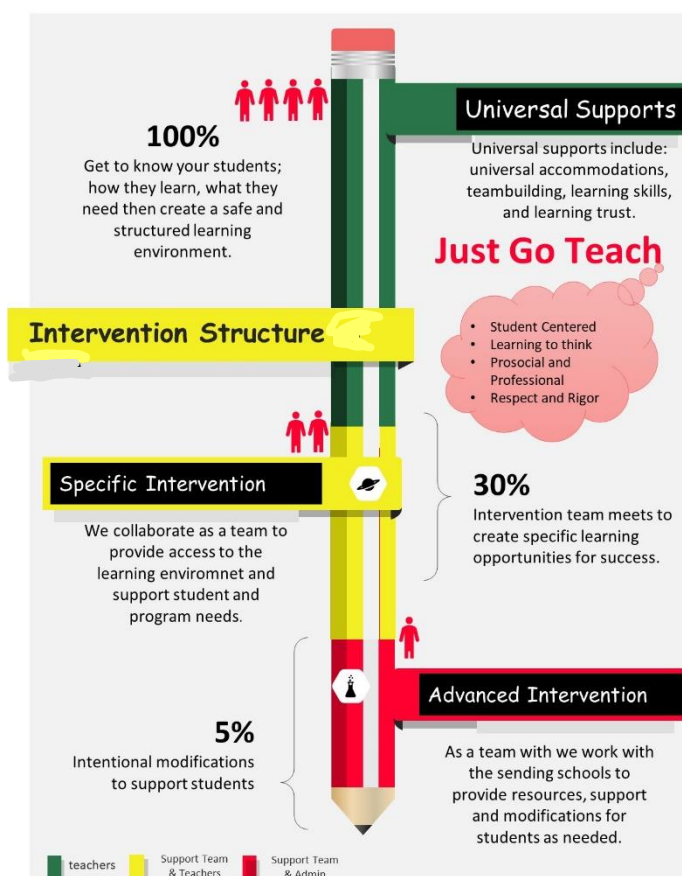 Universal Supports
100%
Get to know your students;
how they learn, what they
need then create a safe and
structured learning
environment.
Universal supports include:
universal accommodations,
teambuilding, learning skills,
and learning trust.
Just Go Teach
Intervention Structure
• Student Centered
• Learning to think
• Prosocial and
Professional
• Respect and Rigor
Specific Intervention
We collaborate as a team to
provide access to the
learning enviromnet and
support student and
program needs.
30%
Intervention team meets to
create specific learning
opportunities for success.
Advanced Intervention
5%
Intentional modifications
to support students
As a team with we work with
the sending schools to
provide resources, support
and modifications for
students as needed.
teachers
Support Team
& Teachers
Support Team
& Admin